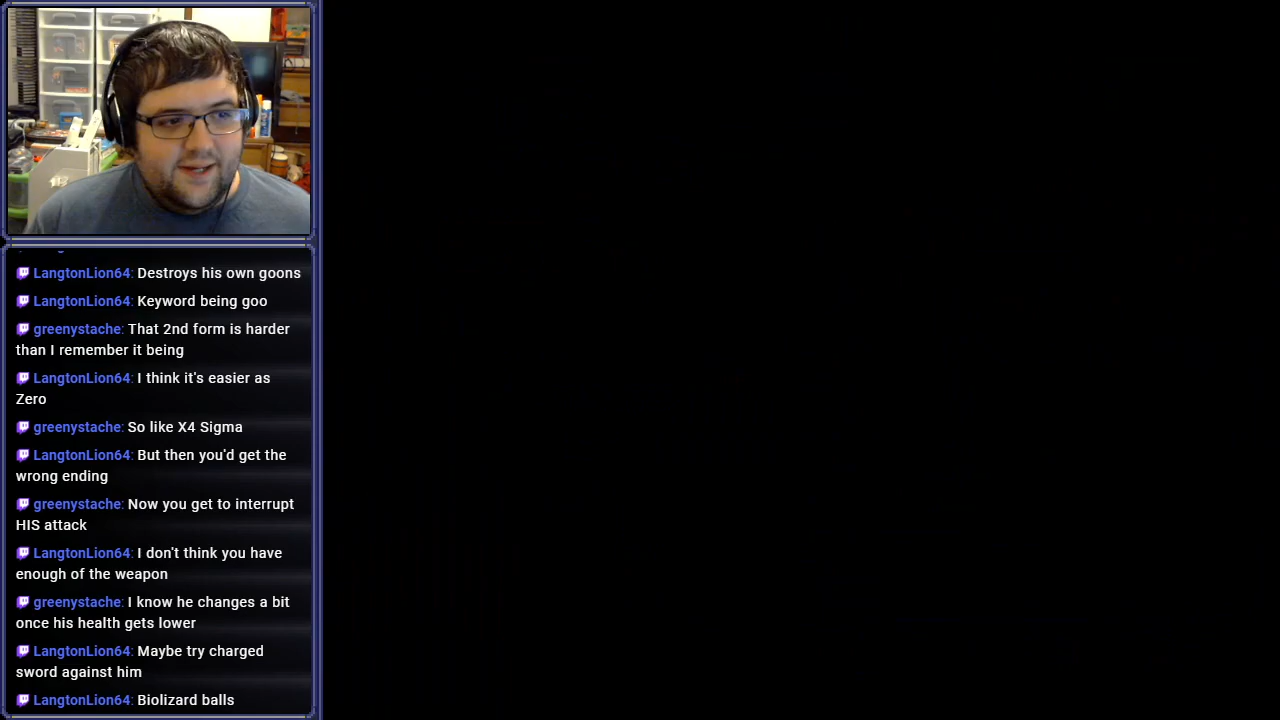 LangtonLion64: Destroys his own goons
LangtonLion64: Keyword being goo
greenystache: That 2nd form is harder
than I remember it being
LangtonLion64: I think it's easier as
Zero
greenystache: So like X4 Sigma
LangtonLion64: But then you'd get the
wrong ending
greenystache: Now you get to interrupt
HIS attack
LangtonLion64: I don't think you have
enough of the weapon
greenystache: I know he changes a bit
once his health gets lower
LangtonLion64: Maybe try charged
sword against him
LangtonLion64: Biolizard balls